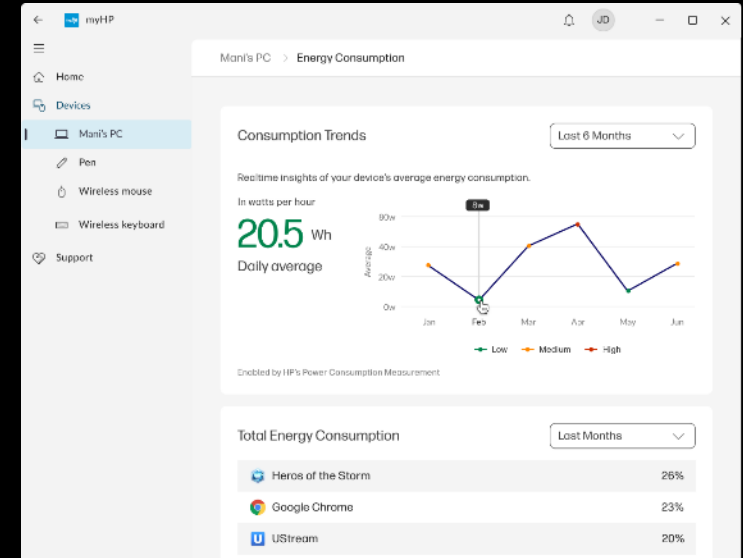 myHP
JD
Home
Devices
Mani's PC
Pen
Wireless mouse
Wireless keyboard
Support
Mani's PC > Energy Consumption
Consumption Trends
Last 6 Months
Realtime insights of your device's average energy consumption.
In watts per hour
20.5 Wh
Daily average
8w
Average
80w
40w
20w
0w
Jan Feb Mar Apr May Jun
Low Medium High
Enabled by HP's Power Consumption Measurement
Total Energy Consumption
Last Months
Heros of the Storm 26%
Google Chrome 23%
U UStream 20%